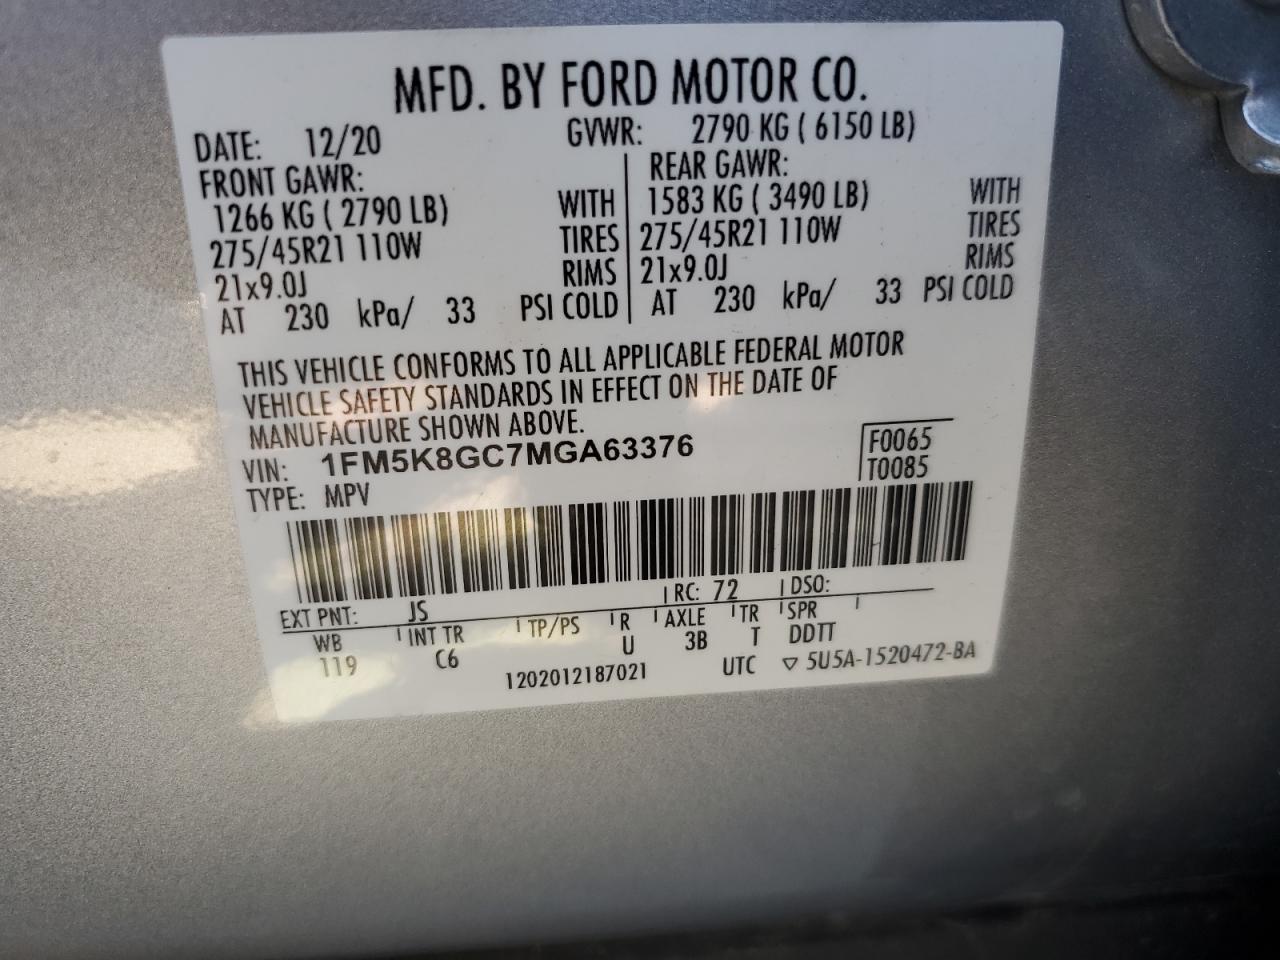 MFD. BY FORD MOTOR CO.
DATE: 12/20 GVWR: 2790 KG ( 6150 LB)
FRONT GAWR: REAR GAWR:
1266 KG ( 2790 LB) WITH 1583 KG ( 3490 LB) WITH
275/45R21 110W TIRES 275/45R21 110W TIRES
21x9.0J RIMS 21x9.0J RIMS
AT 230 kPa/ 33 PSI COLD AT 230 kPa/ 33 PSI COLD
THIS VEHICLE CONFORMS TO ALL APPLICABLE FEDERAL MOTOR
VEHICLE SAFETY STANDARDS IN EFFECT ON THE DATE OF
MANUFACTURE SHOWN ABOVE.
VIN: 1FM5K8GC7MGA63376 F0065
TYPE: MPV T0085
EXT PNT: JS RC: 72 DSO:
WB INT TR TP/PS R AXLE TR SPR
119 C6 U 3B T DDTT
1202012187021 UTC ▽ 5U5A-1520472-BA